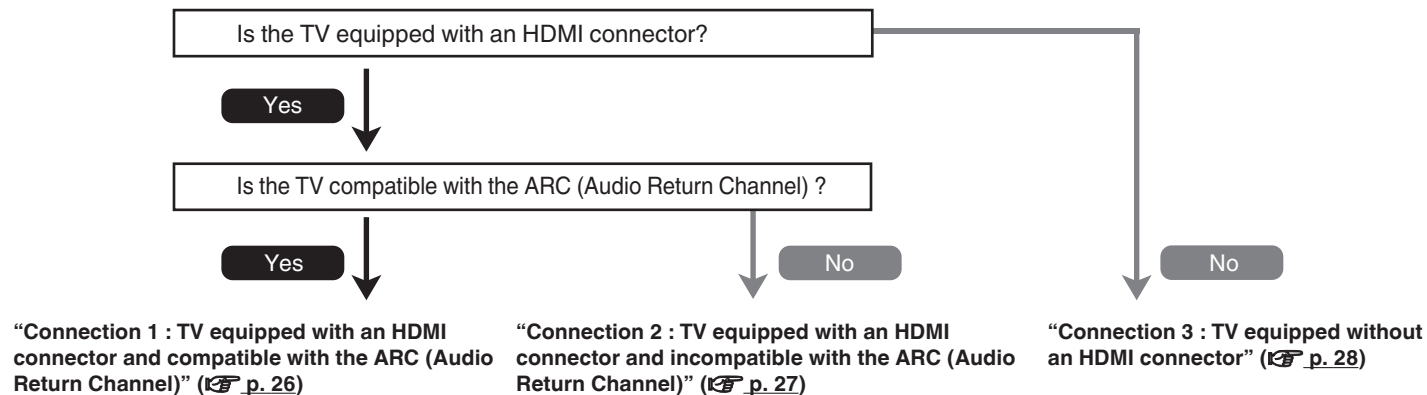 Is the TV equipped with an HDMI connector?
Yes
Is the TV compatible with the ARC (Audio Return Channel) ?
Yes
No
No
“Connection 1 : TV equipped with an HDMI
connector and compatible with the ARC (Audio
Return Channel)” (☞ p. 26)
“Connection 2 : TV equipped with an HDMI
connector and incompatible with the ARC (Audio
Return Channel)” (☞ p. 27)
“Connection 3 : TV equipped without
an HDMI connector” (☞ p. 28)